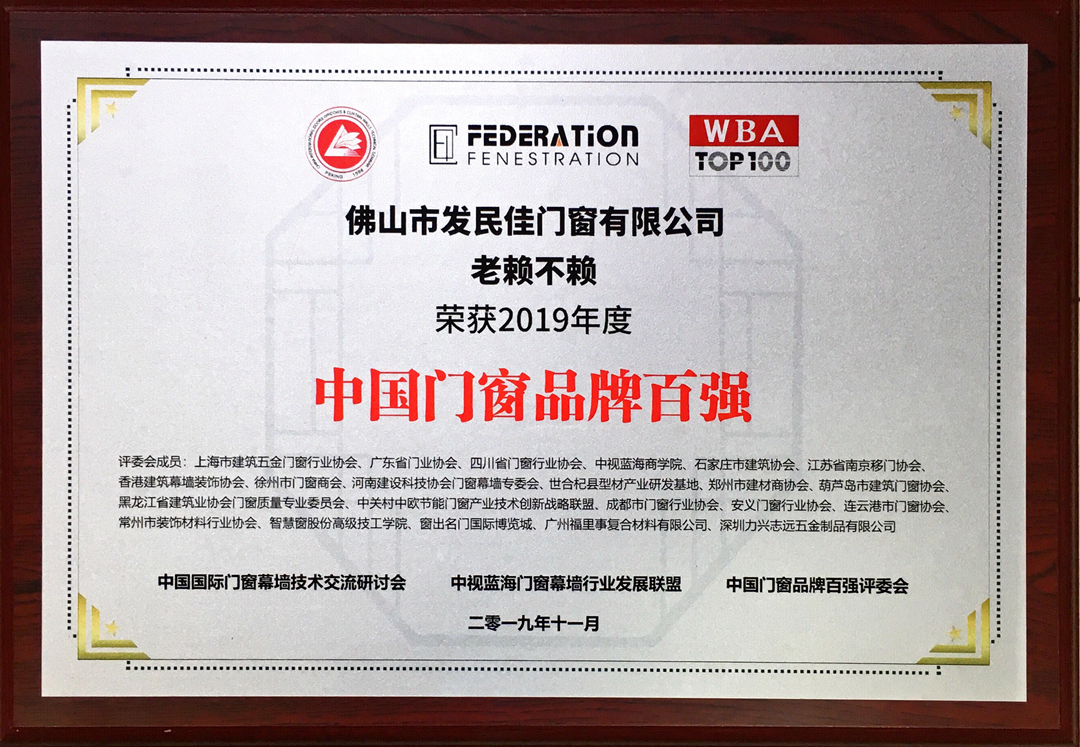 FEDERATION
FENESTRATION
WBA
TOP100
佛山市发民佳门窗有限公司
老赖不赖
荣获2019年度
中国门窗品牌百强
评委会成员：上海市建筑五金门窗行业协会、广东省门业协会、四川省门窗行业协会、中视蓝海商学院、石家庄市建筑协会、江苏省南京移门协会、
香港建筑幕墙装饰协会、徐州市门窗商会、河南建设科技协会门窗幕墙专委会、世合杞县型材产业研发基地、郑州市建材商协会、葫芦岛市建筑门窗协会、
黑龙江省建筑业协会门窗质量专业委员会、中关村中欧节能门窗产业技术创新战略联盟、成都市门窗行业协会、安义门窗行业协会、连云港市门窗协会、
常州市装饰材料行业协会、智慧窗股份高级技工学院、窗出名门国际博览城、广州福里事复合材料有限公司、深圳力兴志远五金制品有限公司
中国国际门窗幕墙技术交流研讨会 中视蓝海门窗幕墙行业发展联盟 中国门窗品牌百强评委会
二零一九年十一月